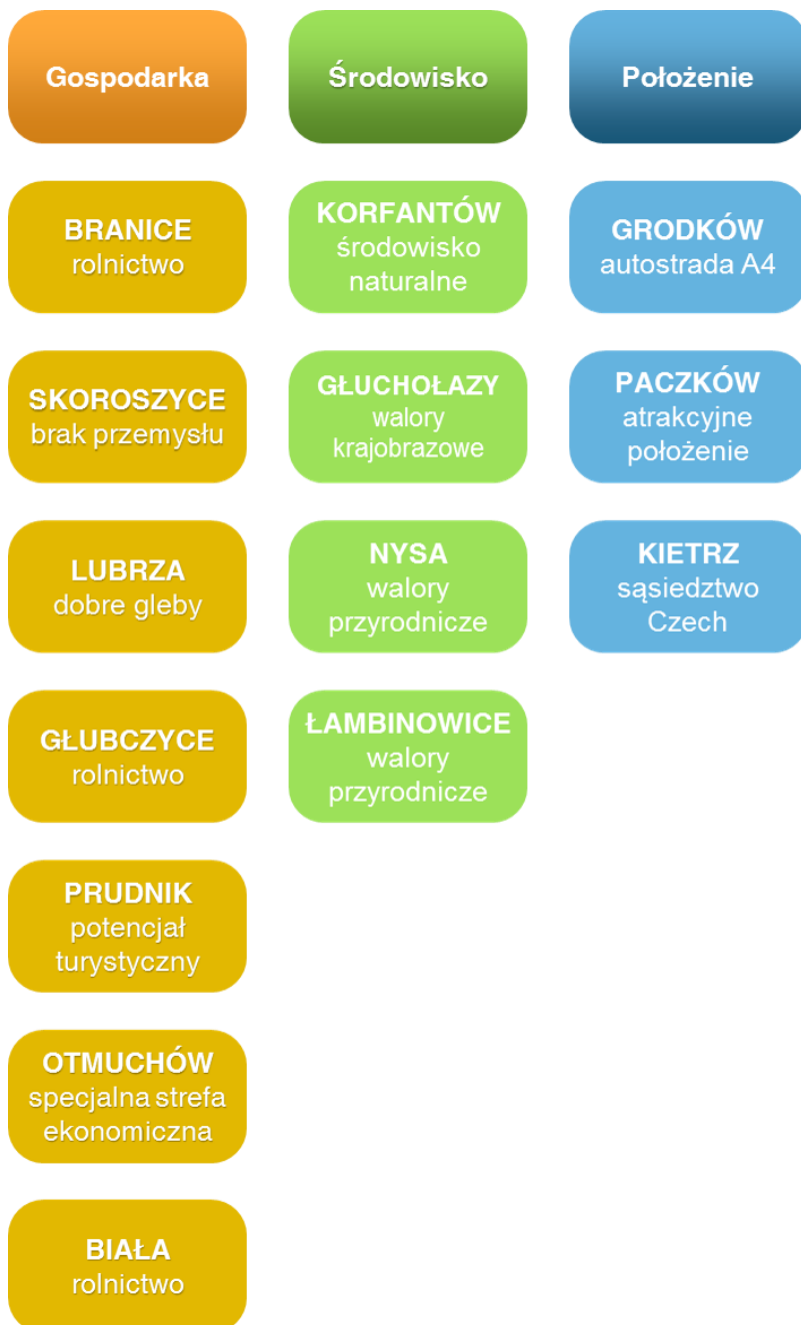 Gospodarka
BRANICE
rolnictwo
SKOROSZYCE
brak przemysłu
LUBRZA
dobre gleby
GŁUBCZYCE
rolnictwo
PRUDNIK
potencjał
turystyczny
OTMUCHÓW
specjalna strefa
ekonomiczna
BIAŁA
rolnictwo
Środowisko
KORFANTÓW
środowisko
naturalne
GŁUCHOŁAZY
walory
krajobrazowe
NYSA
walory
przyrodnicze
ŁAMBINOWICE
walory
przyrodnicze
Położenie
GRODKÓW
autostrada A4
PACZKÓW
atrakcyjne
położenie
KIETRZ
sąsiedztwo
Czech